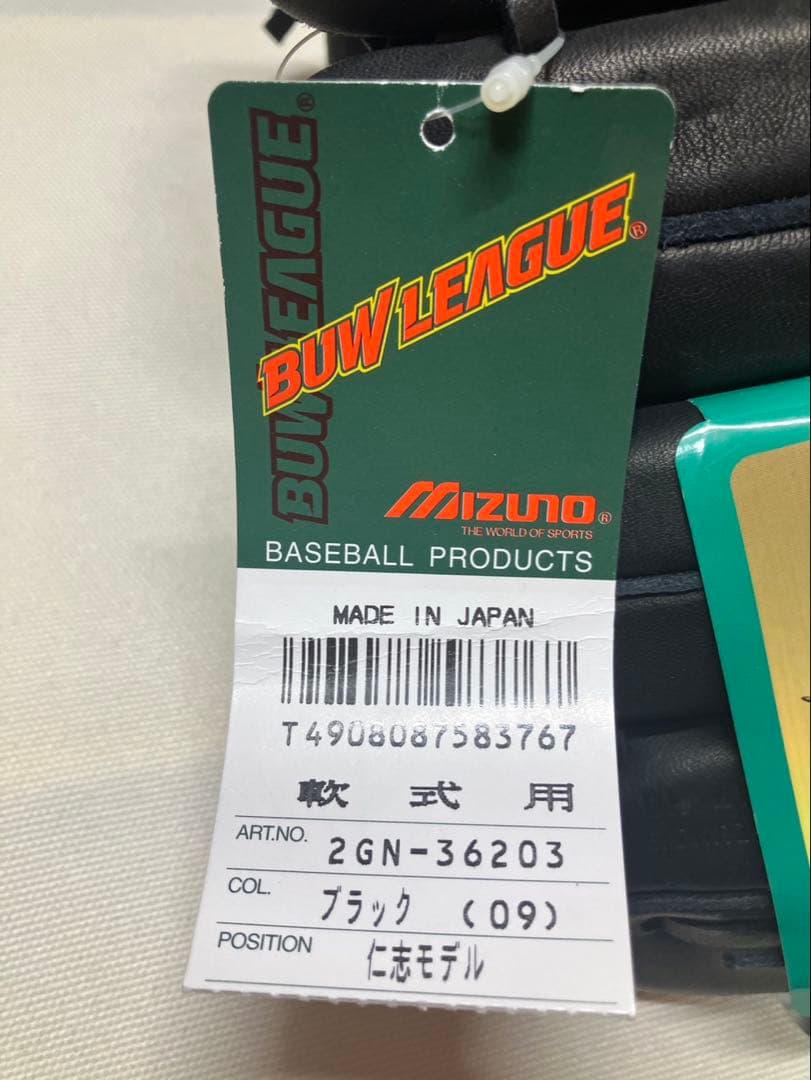 BUW LEAGUE®
BUW LEAGUE®
MIZUNO®
THE WORLD OF SPORTS
BASEBALL PRODUCTS
MADE IN JAPAN
T4908087583767
軟式用
ART.NO. 2GN-36203
COL. ブラック (09)
POSITION 仁志モデル